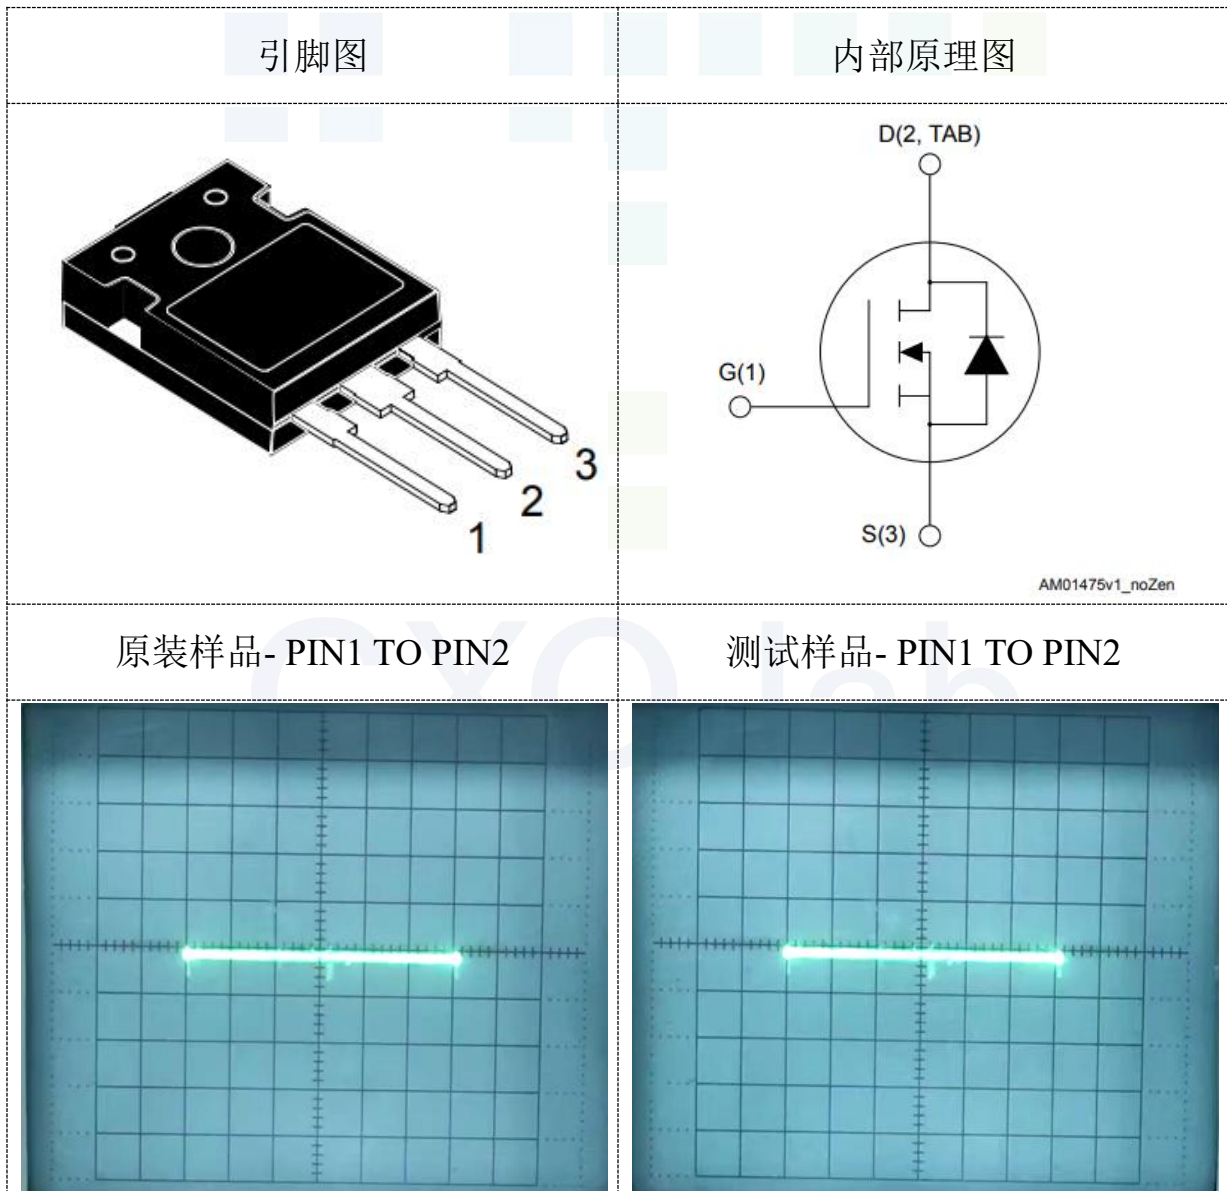 引脚图
内部原理图
D(2, TAB)
G(1)
S(3)
AM01475v1_noZen
1
2
3
原装样品- PIN1 TO PIN2
测试样品- PIN1 TO PIN2